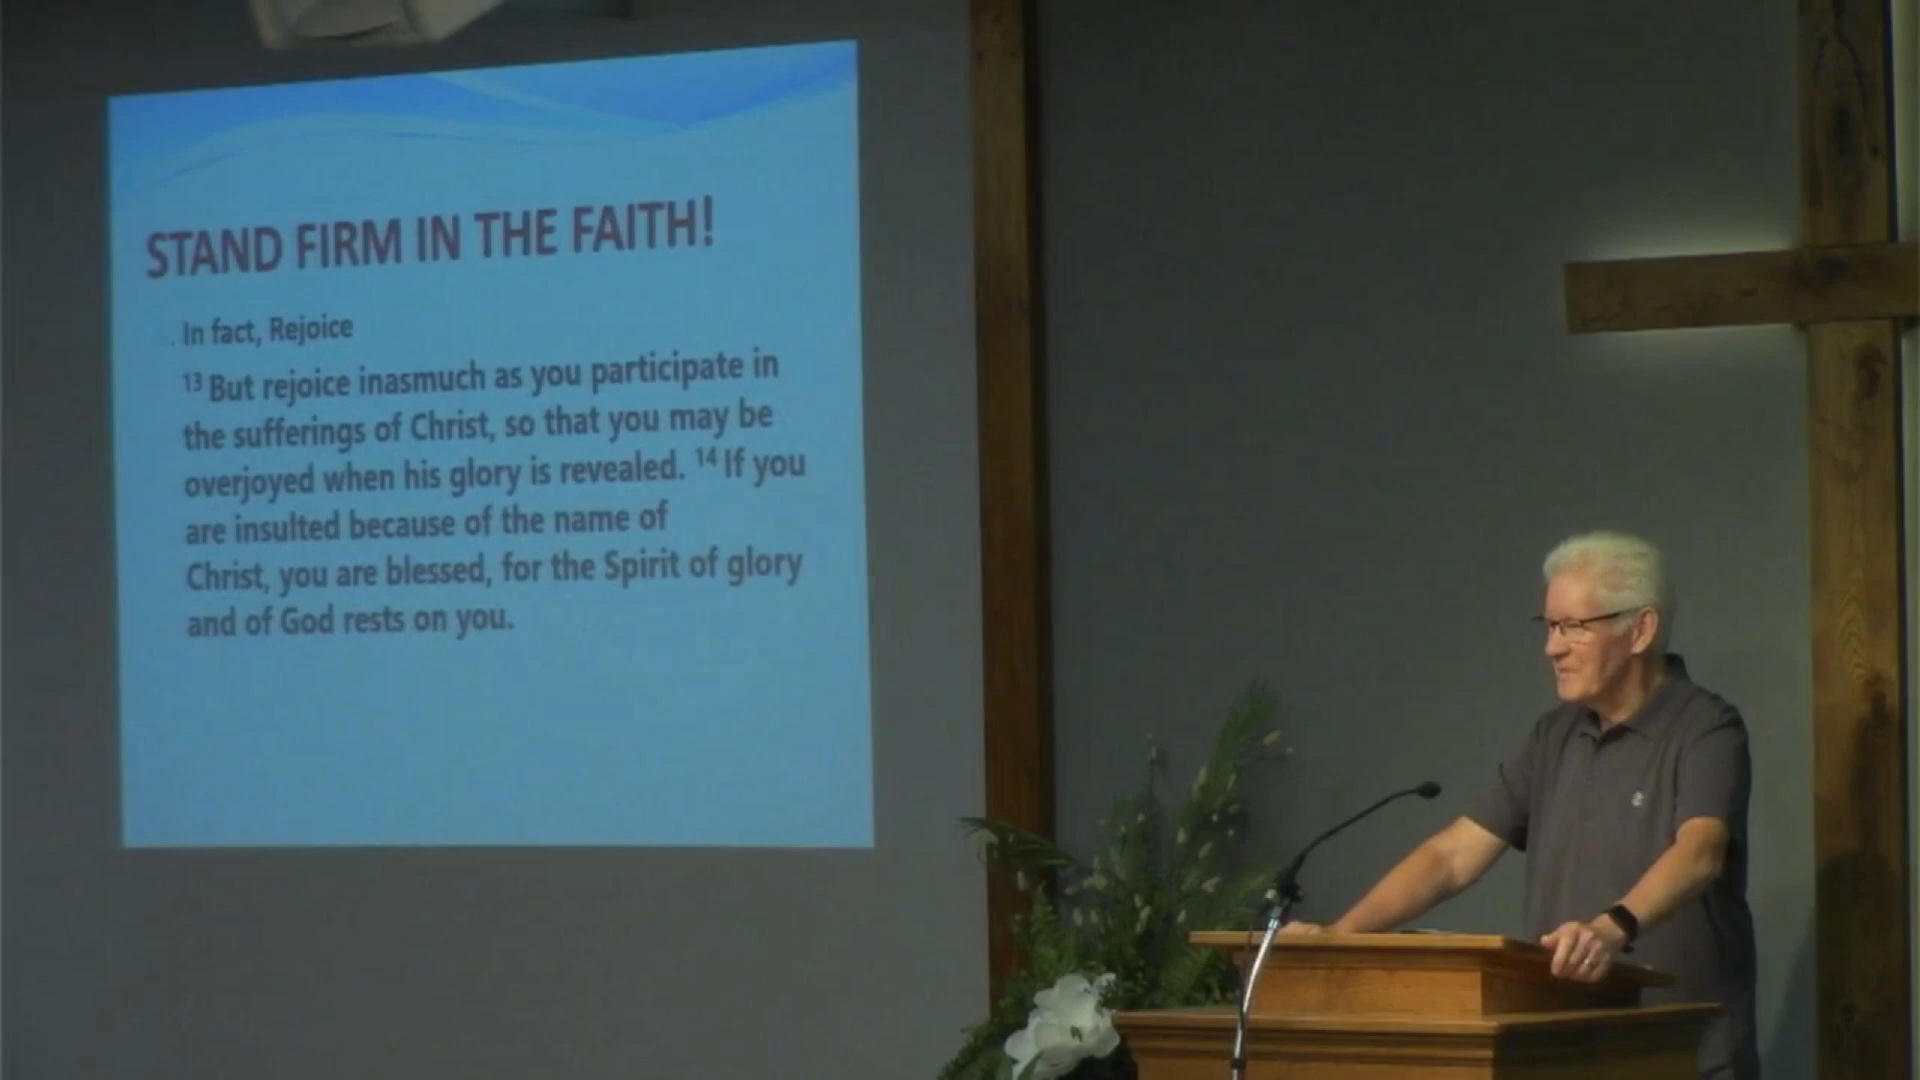 STAND FIRM IN THE FAITH!
In fact, Rejoice
13 But rejoice inasmuch as you participate in
the sufferings of Christ, so that you may be
overjoyed when his glory is revealed. 14 If you
are insulted because of the name of
Christ, you are blessed, for the Spirit of glory
and of God rests on you.